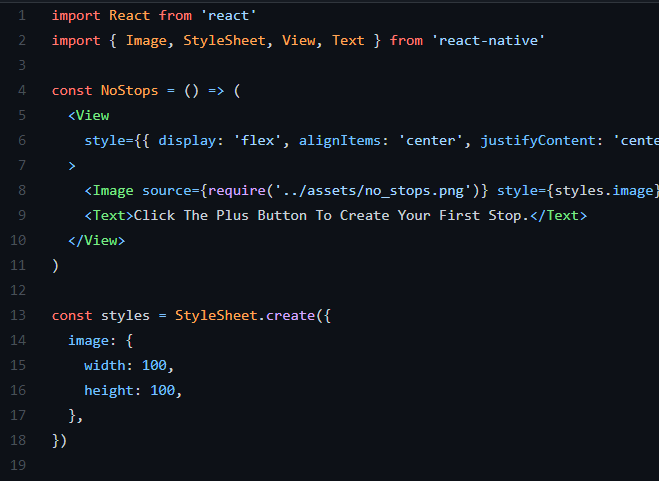 1 import React from 'react'
2 import { Image, StyleSheet, View, Text } from 'react-native'
3
4 const NoStops = () => (
5   <View
6     style={{ display: 'flex', alignItems: 'center', justifyContent: 'cente
7   >
8     <Image source={require('../assets/no_stops.png')} style={styles.image}
9     <Text>Click The Plus Button To Create Your First Stop.</Text>
10   </View>
11 )
12
13 const styles = StyleSheet.create({
14   image: {
15     width: 100,
16     height: 100,
17   },
18 })
19